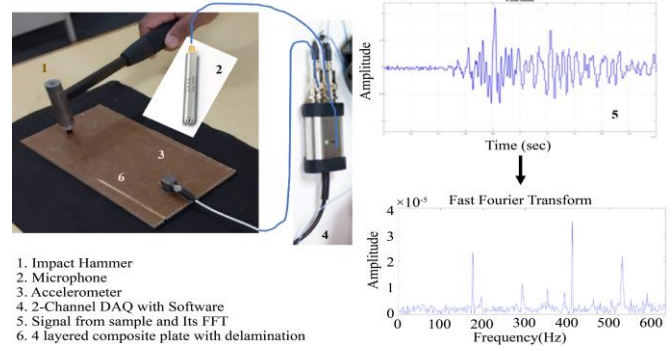 1
2
3
6
4
Amplitude
5
Time (sec)
×10⁻⁵
Fast Fourier Transform
4
3
2
1
0
Amplitude
0 100 200 300 400 500 600
Frequency(Hz)
1. Impact Hammer
2. Microphone
3. Accelerometer
4. 2-Channel DAQ with Software
5. Signal from sample and Its FFT
6. 4 layered composite plate with delamination